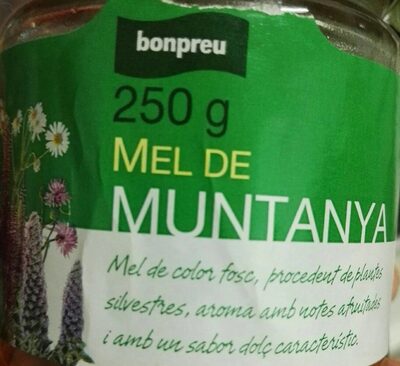 bonpreu
250 g
MEL DE
MUNTANYA
Mel de color fosc, procedent de plantes
silvestres, aroma amb notes afruitades
i amb un sabor dolç característic.